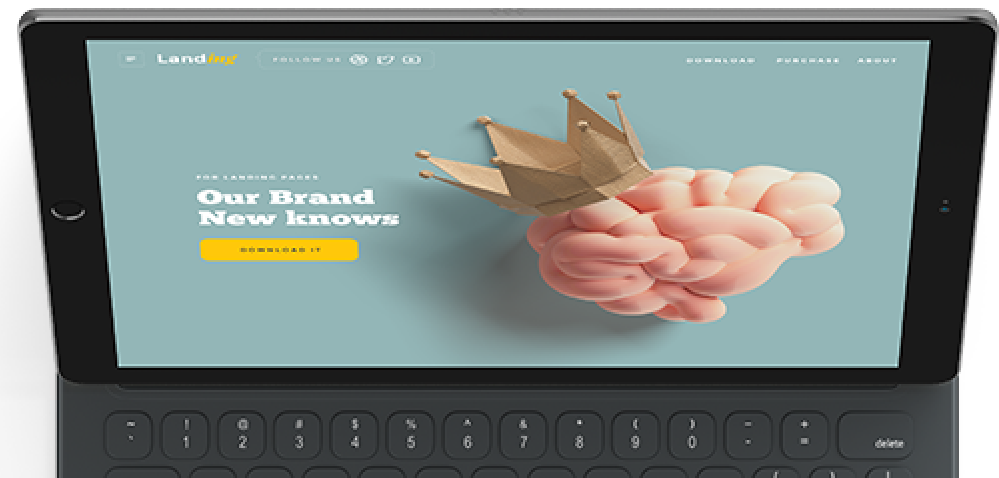 Landing
FOLLOW US
DOWNLOAD PURCHASE ABOUT
FOR LANDING PAGES
Our Brand
New knows
DOWNLOAD IT
~ ! @ # $ % ^ & * ( ) - +
` 1 2 3 4 5 6 7 8 9 0 - = delete